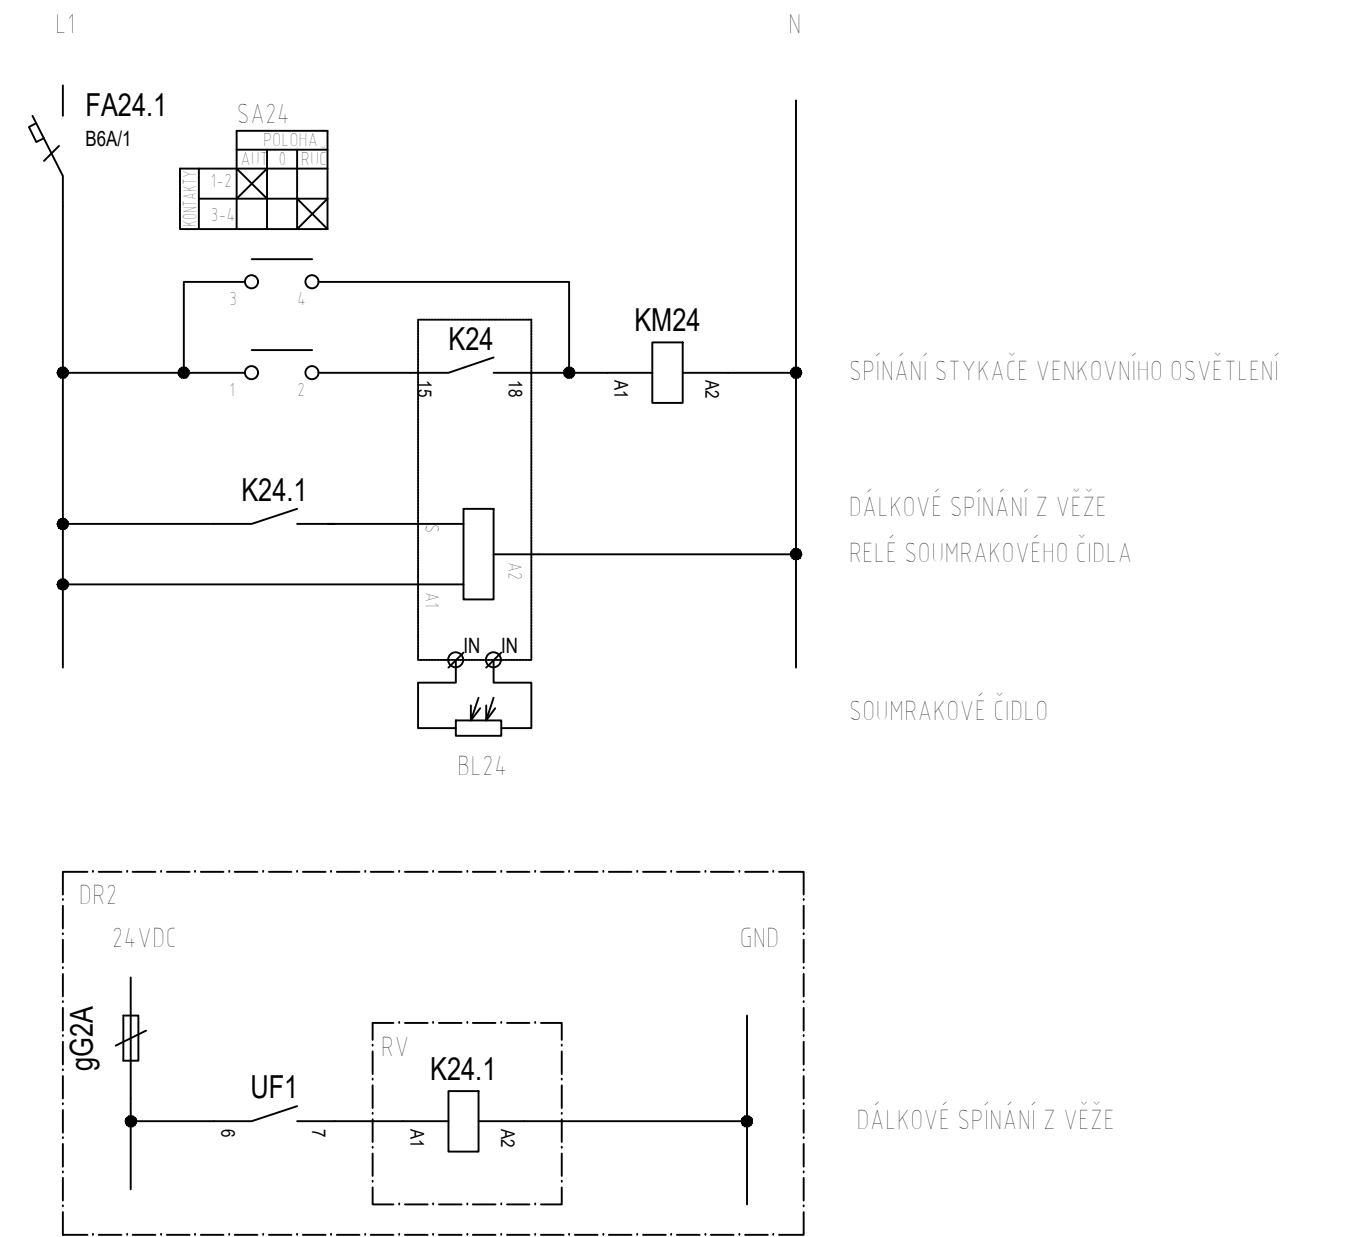 L1 N
FA24.1
B6A/1
SA24
POLOHA
AUT 0 RUČ
KONTAKTY
1-2
3-4
3 4
K24
KM24
1 2 15 18 A1 A2
SPÍNÁNÍ STYKAČE VENKOVNÍHO OSVĚTLENÍ
K24.1
S
DÁLKOVÉ SPÍNÁNÍ Z VĚŽE
RELÉ SOUMRAKOVÉHO ČIDLA
A2
A1
IN IN
SOUMRAKOVÉ ČIDLO
BL24
DR2
24VDC GND
gG2A
RV
K24.1
UF1
6 7 A1 A2
DÁLKOVÉ SPÍNÁNÍ Z VĚŽE